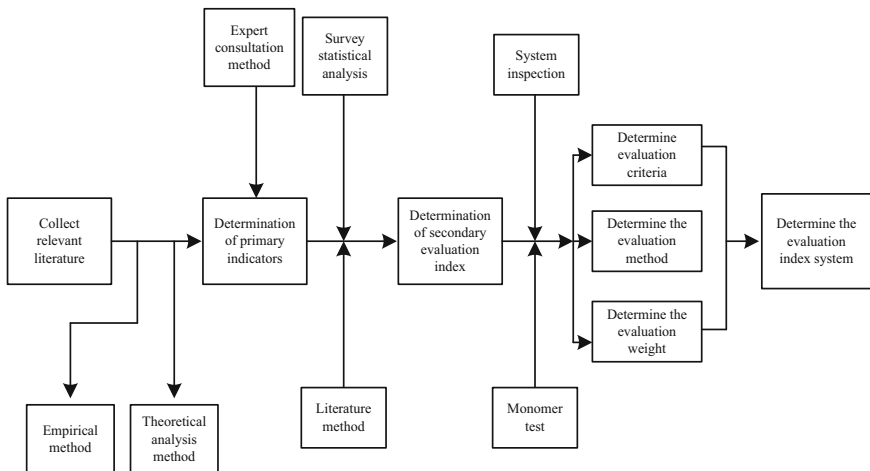 Expert
consultation
method
Survey
statistical
analysis
System
inspection
Determine
evaluation
criteria
Collect
relevant
literature
Determination
of primary
indicators
Determination
of secondary
evaluation
index
Determine the
evaluation
method
Determine the
evaluation
index system
Determine the
evaluation
weight
Empirical
method
Theoretical
analysis
method
Literature
method
Monomer
test